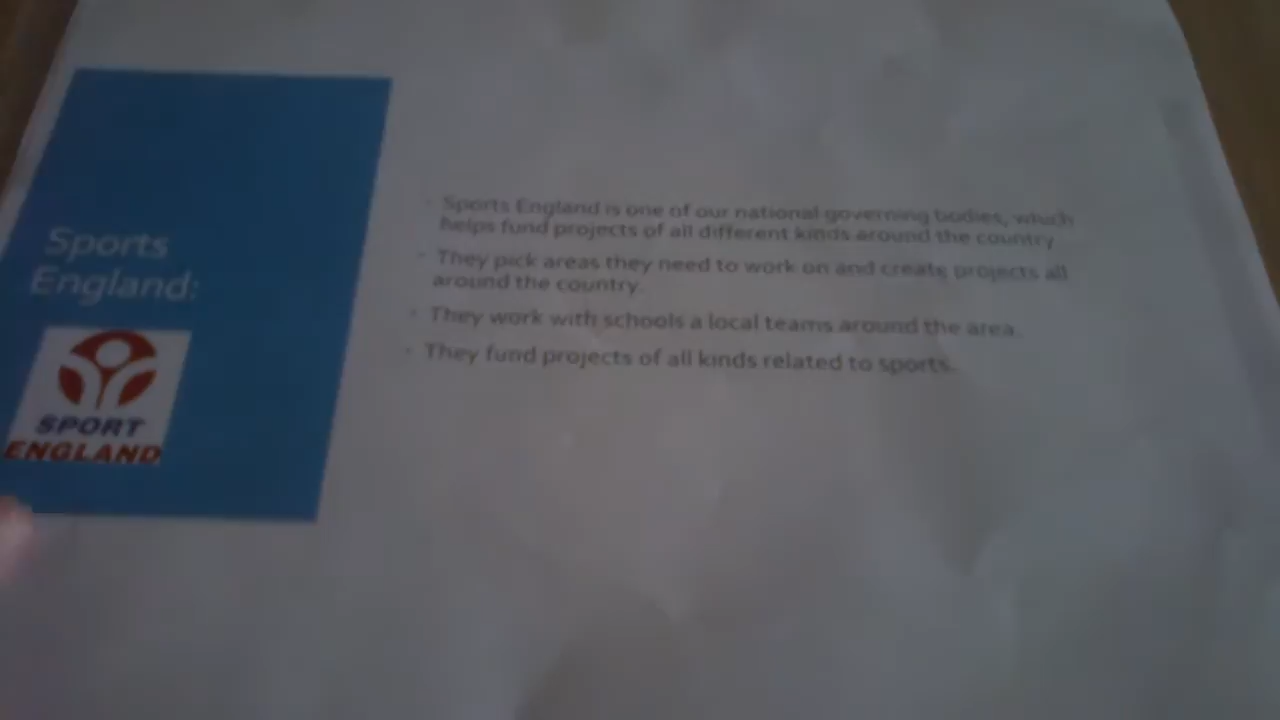 Sports
England:
SPORT
ENGLAND
Sports England is one of our national governing bodies, which
helps fund projects of all different kinds around the country
They pick areas they need to work on and create projects all
around the country.
They work with schools a local teams around the area.
They fund projects of all kinds related to sports.